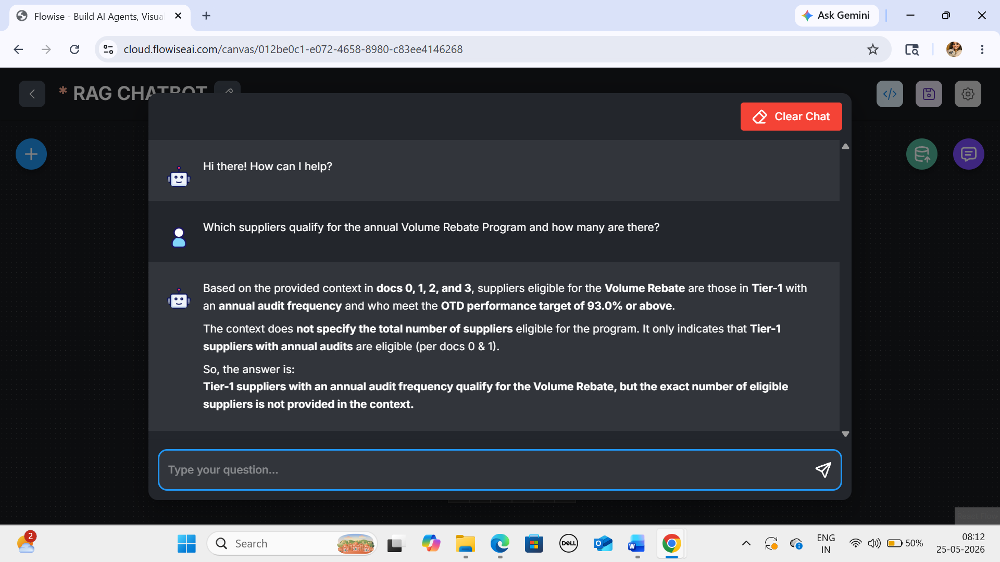 Flowise - Build AI Agents, Visua
Ask Gemini
cloud.flowiseai.com/canvas/012be0c1-e072-4658-8980-c83ee4146268
* RAG CHATBOT
Clear Chat
Hi there! How can I help?
Which suppliers qualify for the annual Volume Rebate Program and how many are there?
Based on the provided context in docs 0, 1, 2, and 3, suppliers eligible for the Volume Rebate are those in Tier-1 with
an annual audit frequency and who meet the OTD performance target of 93.0% or above.
The context does not specify the total number of suppliers eligible for the program. It only indicates that Tier-1
suppliers with annual audits are eligible (per docs 0 & 1).
So, the answer is:
Tier-1 suppliers with an annual audit frequency qualify for the Volume Rebate, but the exact number of eligible
suppliers is not provided in the context.
Type your question...
React Flow
2
Search
DELL
ENG
IN
50%
08:12
25-05-2026